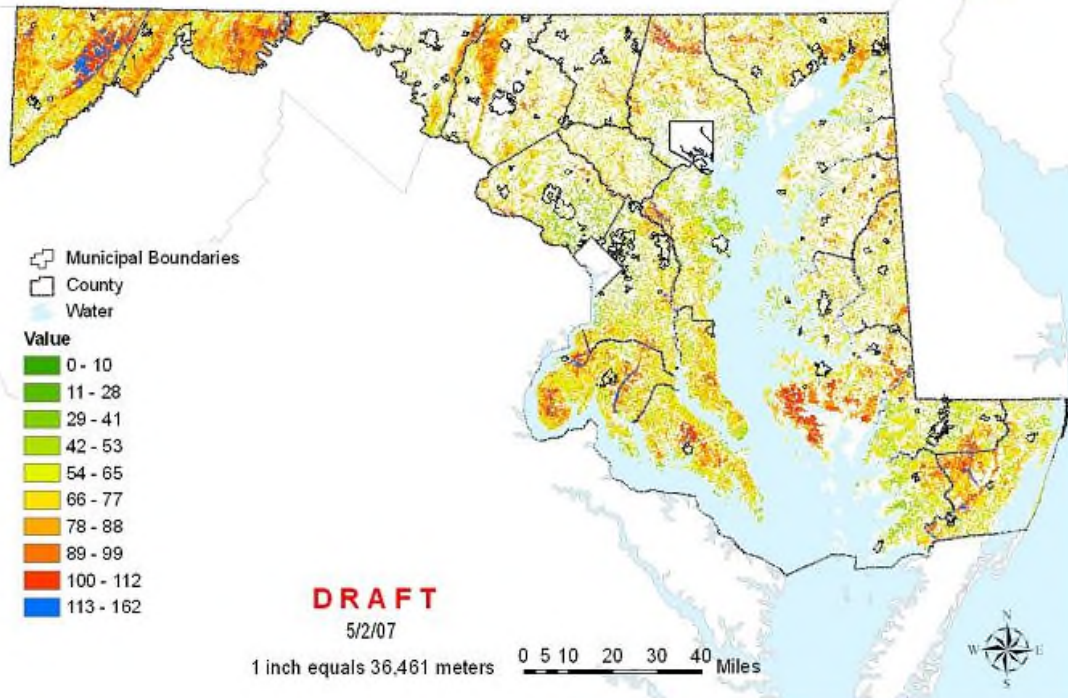 Municipal Boundaries
County
Water
Value
0 - 10
11 - 28
29 - 41
42 - 53
54 - 65
66 - 77
78 - 88
89 - 99
100 - 112
113 - 162
DRAFT
5/2/07
1 inch equals 36,461 meters
0 5 10 20 30 40 Miles
N
W E
S